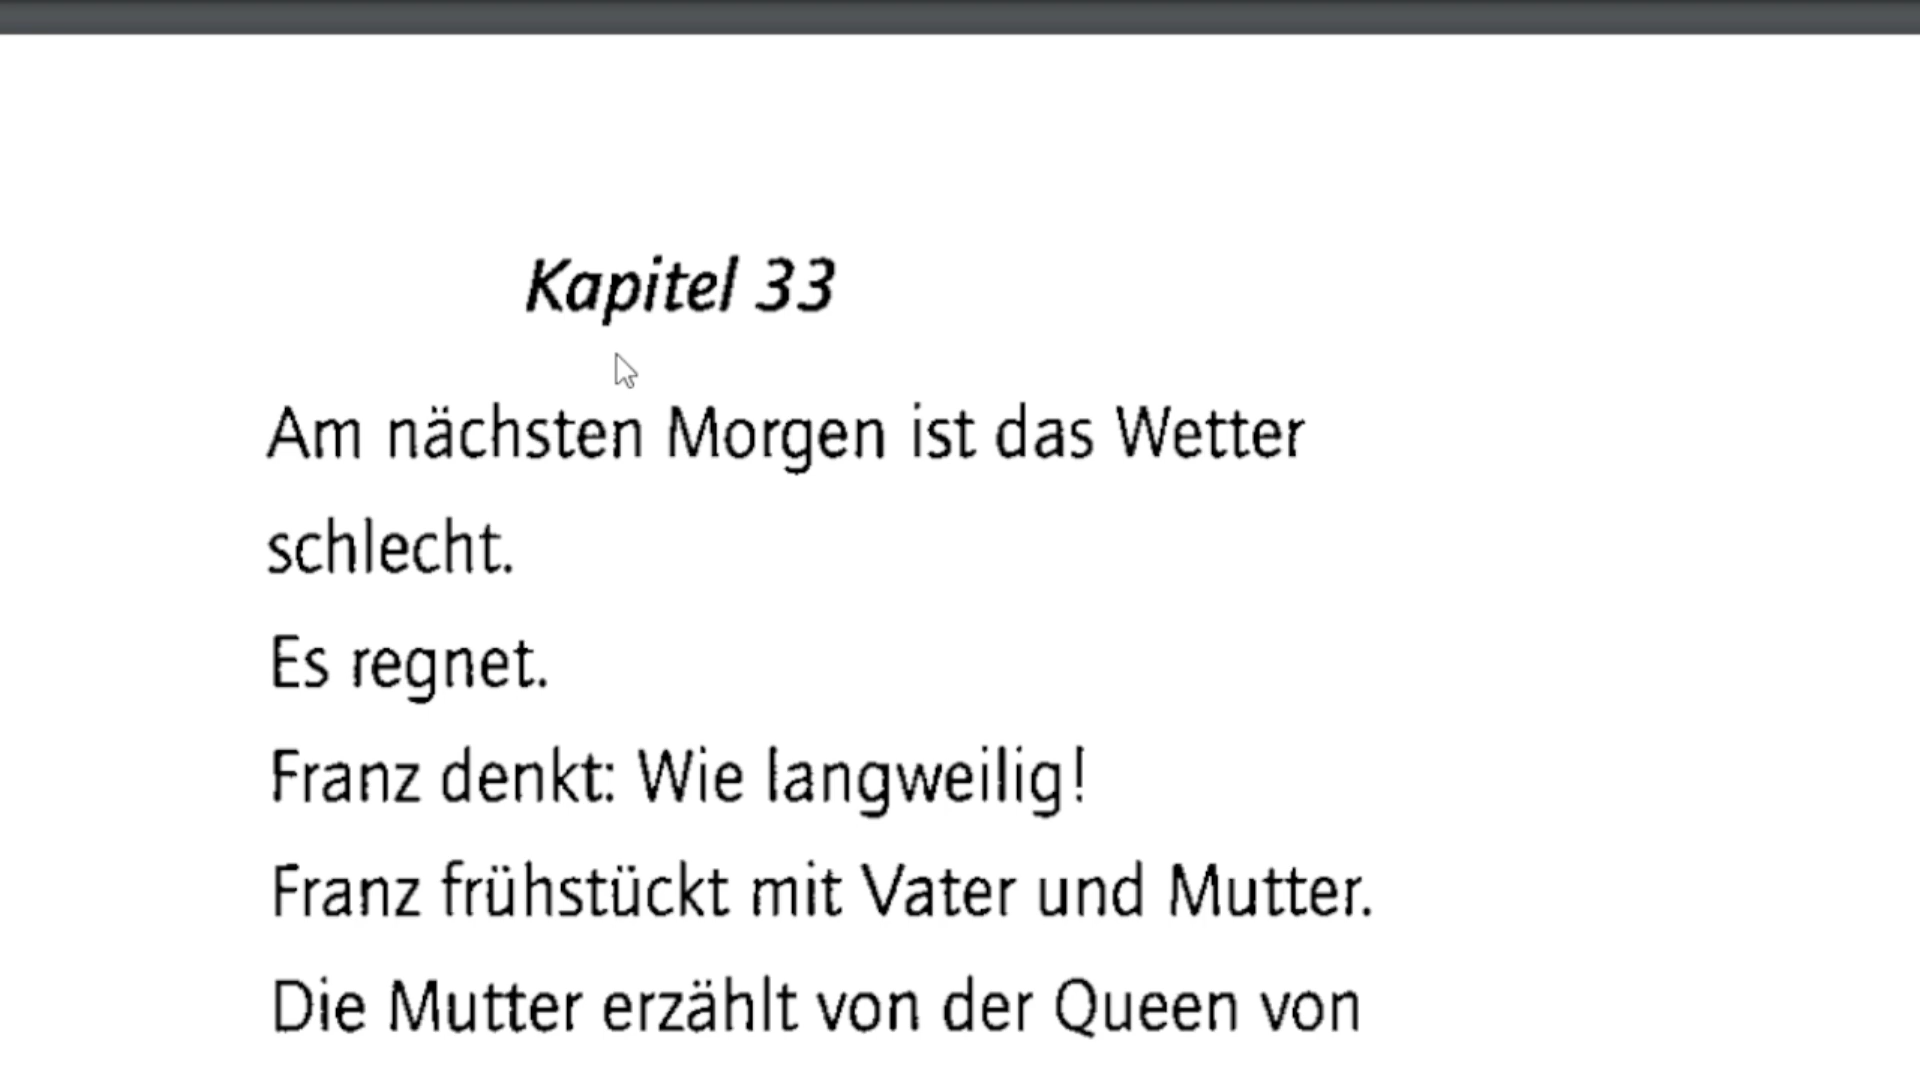 Kapitel 33
Am nächsten Morgen ist das Wetter
schlecht.
Es regnet.
Franz denkt: Wie langweilig!
Franz frühstückt mit Vater und Mutter.
Die Mutter erzählt von der Queen von